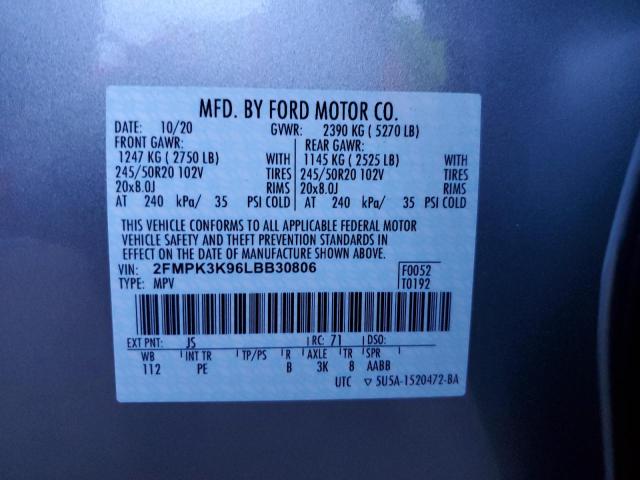 MFD. BY FORD MOTOR CO.
DATE: 10/20 GVWR: 2390 KG ( 5270 LB)
FRONT GAWR: REAR GAWR:
1247 KG ( 2750 LB) WITH 1145 KG ( 2525 LB) WITH
245/50R20 102V TIRES 245/50R20 102V TIRES
20x8.0J RIMS 20x8.0J RIMS
AT 240 kPa/ 35 PSI COLD AT 240 kPa/ 35 PSI COLD
THIS VEHICLE CONFORMS TO ALL APPLICABLE FEDERAL MOTOR
VEHICLE SAFETY AND THEFT PREVENTION STANDARDS IN
EFFECT ON THE DATE OF MANUFACTURE SHOWN ABOVE.
VIN: 2FMPK3K96LBB30806 F0052
TYPE: MPV T0192
EXT PNT: JS RC: 71 DSO:
WB INT TR TP/PS R AXLE TR SPR
112 PE B 3K 8 AABB
UTC ▽ 5U5A-1520472-BA